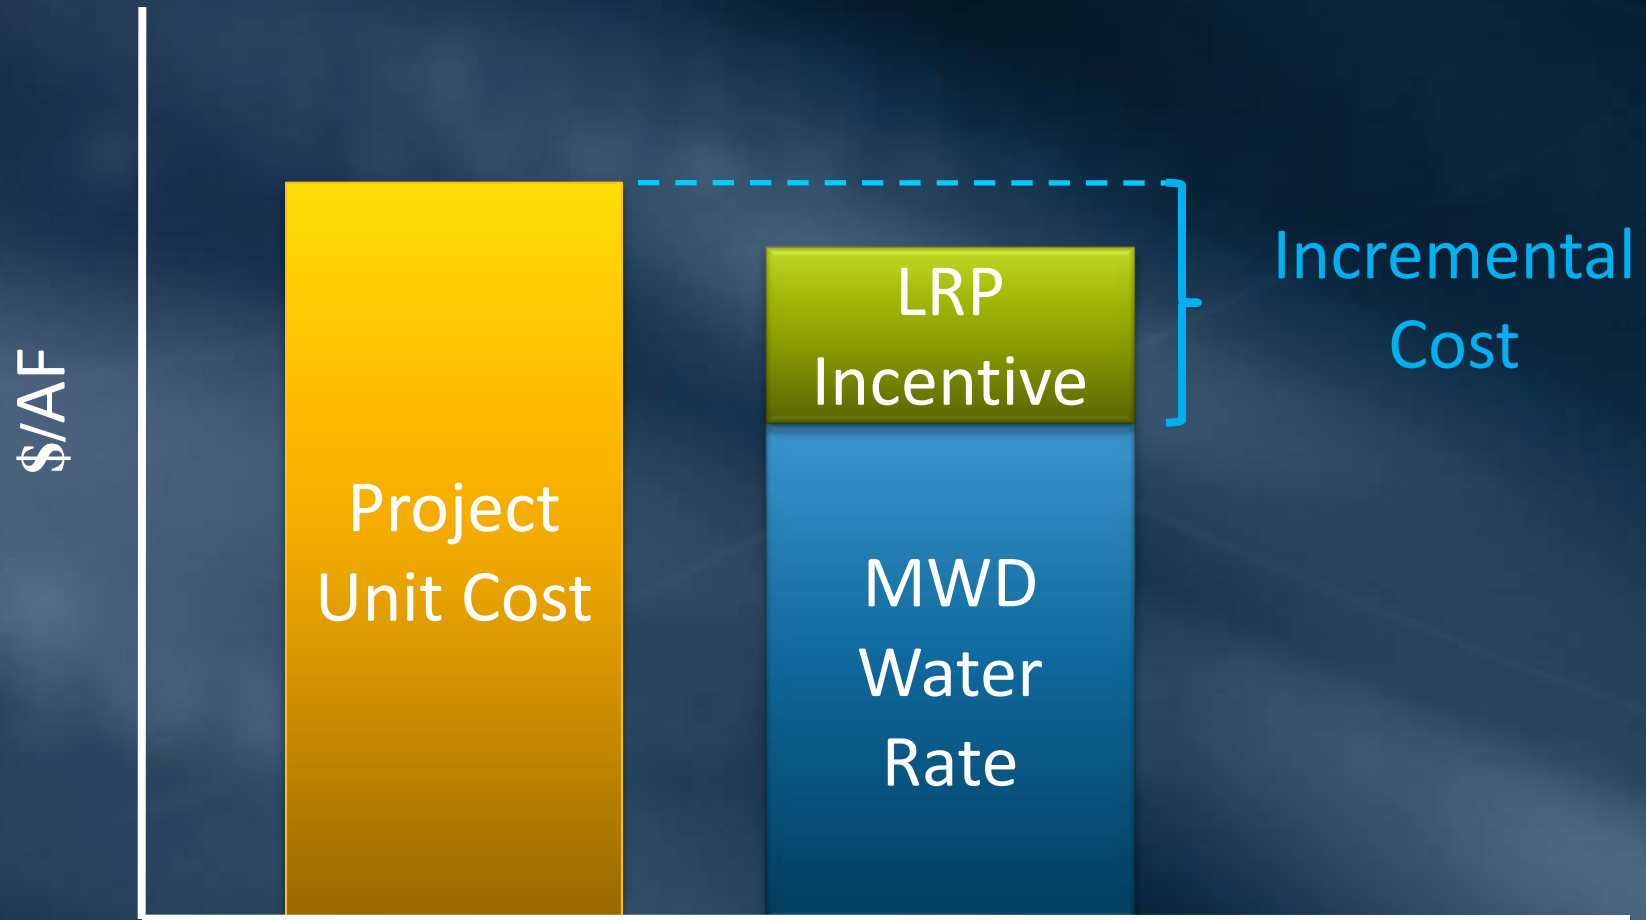 $/AF
Project
Unit Cost
LRP
Incentive
MWD
Water
Rate
Incremental
Cost